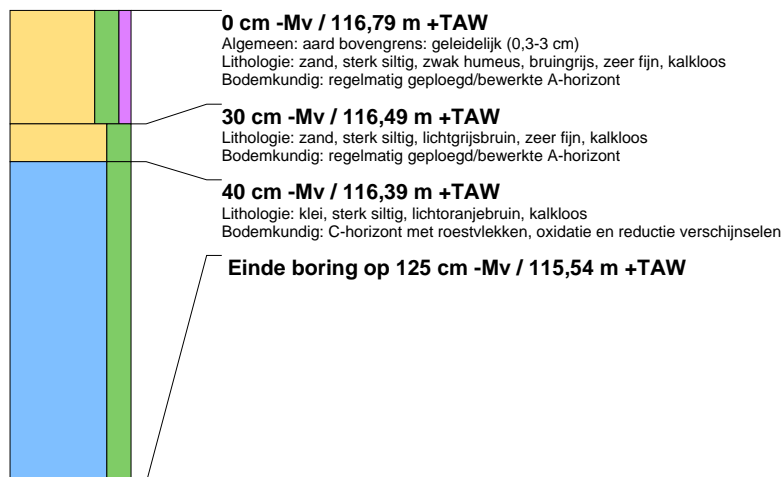 0 cm -Mv / 116,79 m +TAW
Algemeen: aard bovengrens: geleidelijk (0,3-3 cm)
Lithologie: zand, sterk siltig, zwak humeus, bruingrijs, zeer fijn, kalkloos
Bodemkundig: regelmatig geploegd/bewerkte A-horizont
30 cm -Mv / 116,49 m +TAW
Lithologie: zand, sterk siltig, lichtgrijsbruin, zeer fijn, kalkloos
Bodemkundig: regelmatig geploegd/bewerkte A-horizont
40 cm -Mv / 116,39 m +TAW
Lithologie: klei, sterk siltig, lichtoranjebruin, kalkloos
Bodemkundig: C-horizont met roestvlekken, oxidatie en reductie verschijnselen
Einde boring op 125 cm -Mv / 115,54 m +TAW